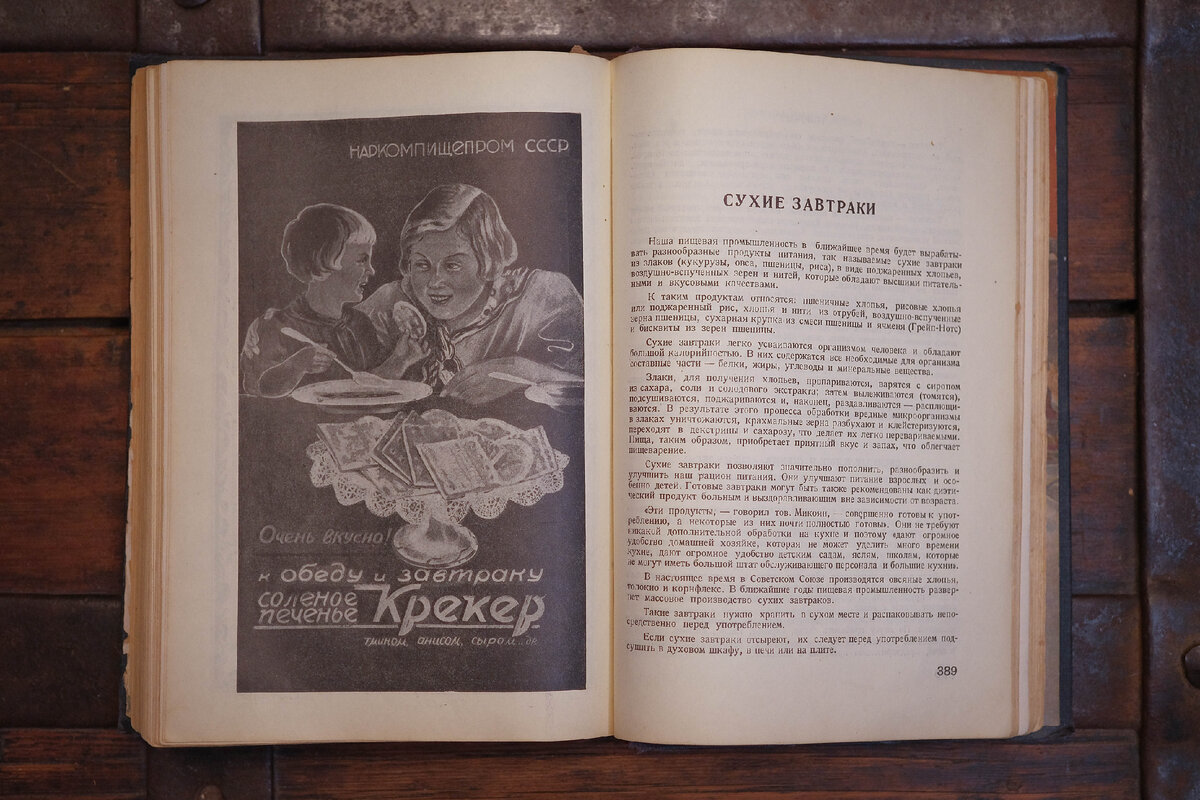 НАРКОМПИЩЕПРОМ СССР
Очень вкусно!
к обеду и завтраку
соленое
печенье Крекер
тмином, анисом, сыром и др.
СУХИЕ ЗАВТРАКИ
Наша пищевая промышленность в ближайшее время будет вырабаты-
вать разнообразные продукты питания, так называемые сухие завтраки
из злаков (кукурузы, овса, пшеницы, риса), в виде поджаренных хлопьев,
воздушно-вспученных зерен и нитей, которые обладают высшими питатель-
ными и вкусовыми качествами.
К таким продуктам относятся: пшеничные хлопья, рисовые хлопья
или поджаренный рис, хлопья и нити из отрубей, воздушно-вспученные
зерна пшеницы, сухарная крупка из смеси пшеницы и ячменя (Грейп-Нотс)
и бисквиты из зерен пшеницы.
Сухие завтраки легко усваиваются организмом человека и обладают
большой калорийностью. В них содержатся все необходимые для организма
составные части — белки, жиры, углеводы и минеральные вещества.
Злаки, для получения хлопьев, пропариваются, варятся с сиропом
из сахара, соли и солодового экстракта; затем вылеживаются (томятся),
подсушиваются, поджариваются и, наконец, раздавливаются — расплющи-
ваются. В результате этого процесса обработки вредные микроорганизмы
в злаках уничтожаются, крахмальные зерна разбухают и клейстеризуются,
переходят в декстрины и сахарозу, что делает их легко перевариваемыми.
Пища, таким образом, приобретает приятный вкус и запах, что облегчает
пищеварение.
Сухие завтраки позволяют значительно пополнить, разнообразить и
улучшить наш рацион питания. Они улучшают питание взрослых и осо-
бенно детей. Готовые завтраки могут быть также рекомендованы как диэти-
ческий продукт больным и выздоравливающим вне зависимости от возраста.
«Эти продукты, — говорил тов. Микоян, — совершенно готовы к упот-
реблению, а некоторые из них почти полностью готовы». Они не требуют
никакой дополнительной обработки на кухне и поэтому «дают огромное
удобство домашней хозяйке, которая не может уделить много времени
кухне, дают огромное удобство детским садам, яслям, школам, которые
не могут иметь большой штат обслуживающего персонала и большие кухни».
В настоящее время в Советском Союзе производятся овсяные хлопья,
толокно и корнфлекс. В ближайшие годы пищевая промышленность развер-
нет массовое производство сухих завтраков.
Такие завтраки нужно хранить в сухом месте и распаковывать непо-
средственно перед употреблением.
Если сухие завтраки отсыреют, их следует перед употреблением под-
сушить в духовом шкафу, в печи или на плите.
389